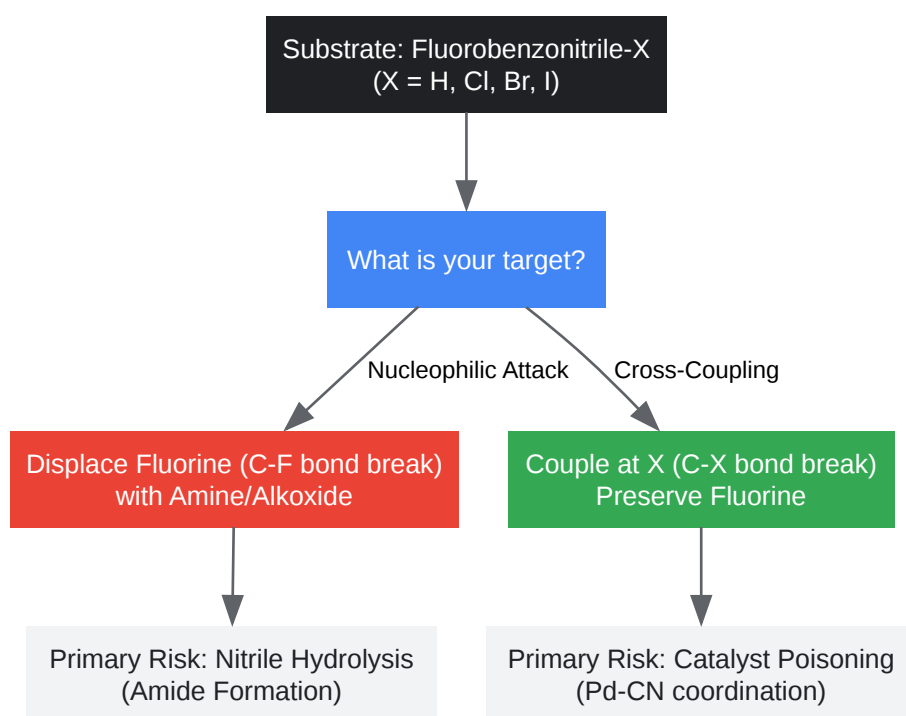 Substrate: Fluorobenzonitrile-X
(X = H, Cl, Br, I)
What is your target?
Nucleophilic Attack
Cross-Coupling
Displace Fluorine (C-F bond break)
with Amine/Alkoxide
Couple at X (C-X bond break)
Preserve Fluorine
Primary Risk: Nitrile Hydrolysis
(Amide Formation)
Primary Risk: Catalyst Poisoning
(Pd-CN coordination)